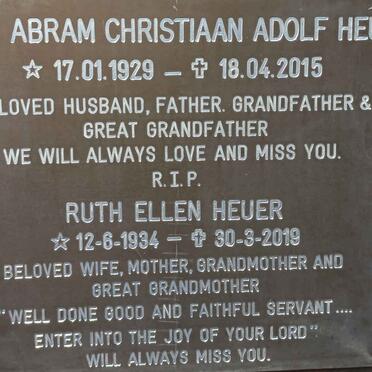 ABRAM CHRISTIAAN ADOLF
☆ 17.01.1929 – ✝ 18.04.2015
LOVED HUSBAND, FATHER. GRANDFATHER &
GREAT GRANDFATHER
WE WILL ALWAYS LOVE AND MISS YOU.
R.I.P.
RUTH ELLEN HEUER
☆ 12-6-1934 – ✝ 30-3-2019
BELOVED WIFE, MOTHER, GRANDMOTHER AND
GREAT GRANDMOTHER
"WELL DONE GOOD AND FAITHFUL SERVANT....
ENTER INTO THE JOY OF YOUR LORD"
WILL ALWAYS MISS YOU.